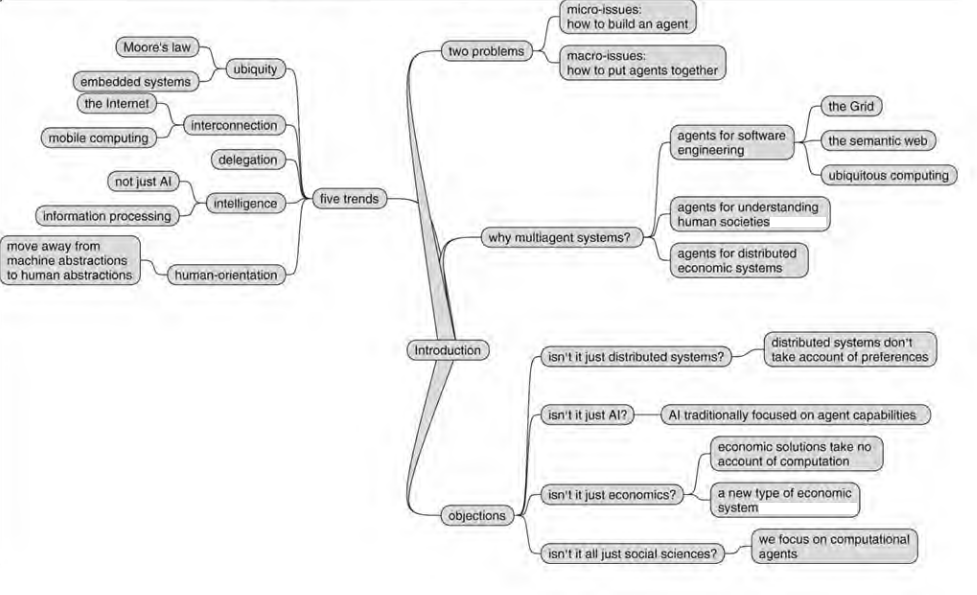 micro-issues:
how to build an agent
two problems
macro-issues:
how to put agents together
Moore's law
ubiquity
embedded systems
the Internet
interconnection
mobile computing
delegation
not just AI
intelligence
information processing
five trends
move away from
machine abstractions
to human abstractions
human-orientation
the Grid
agents for software
engineering
the semantic web
ubiquitous computing
agents for understanding
human societies
why multiagent systems?
agents for distributed
economic systems
Introduction
isn't it just distributed systems?
distributed systems don't
take account of preferences
isn't it just AI?
AI traditionally focused on agent capabilities
economic solutions take no
account of computation
isn't it just economics?
a new type of economic
system
objections
isn't it all just social sciences?
we focus on computational
agents